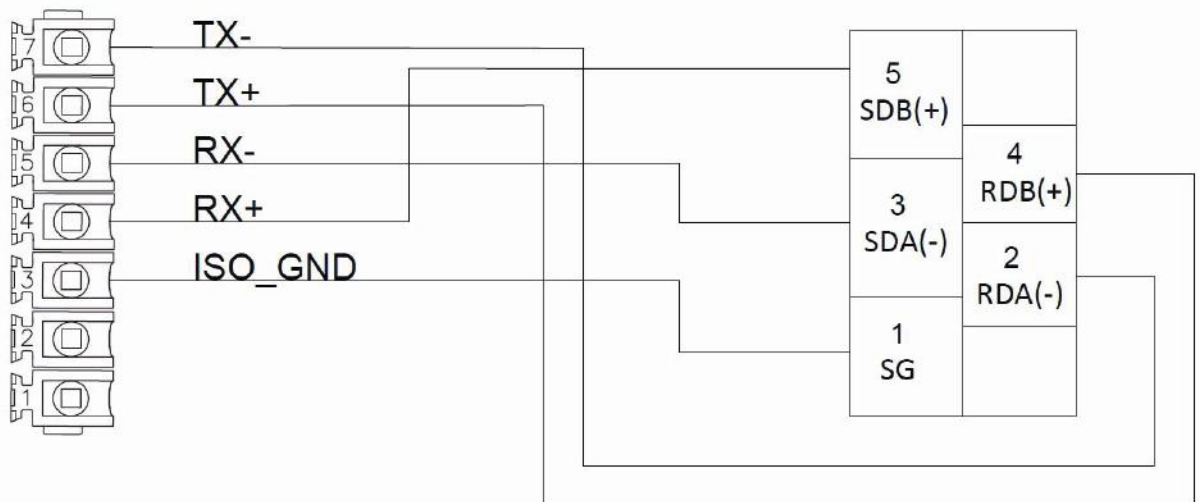 7 TX-
6 TX+
5 RX-
4 RX+
3 ISO_GND
2
1
5
SDB(+)
4
RDB(+)
3
SDA(-)
2
RDA(-)
1
SG